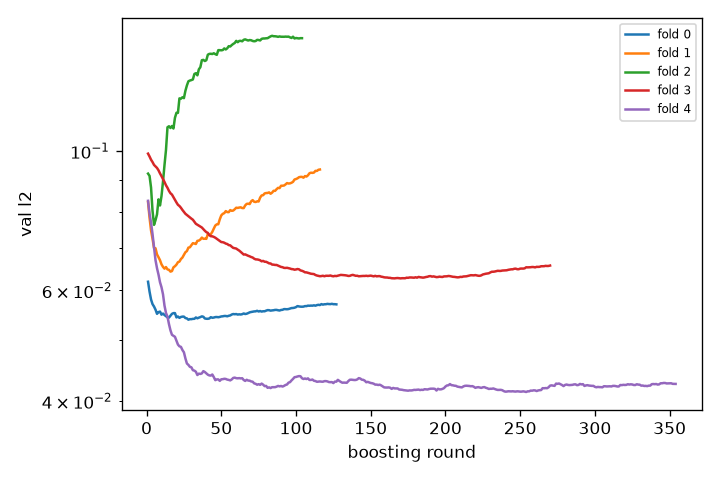 fold 0
fold 1
fold 2
fold 3
fold 4
10⁻¹
6 × 10⁻²
4 × 10⁻²
val l2
0 50 100 150 200 250 300 350
boosting round